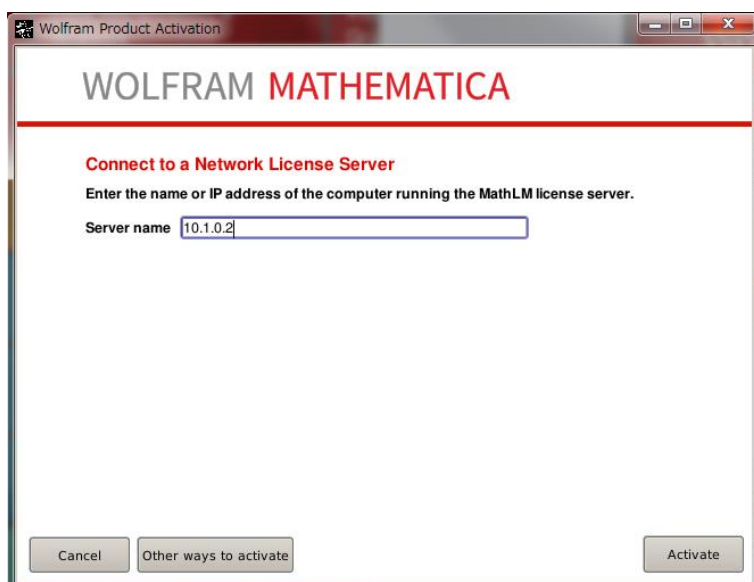 Wolfram Product Activation
WOLFRAM MATHEMATICA
Connect to a Network License Server
Enter the name or IP address of the computer running the MathLM license server.
Server name 10.1.0.2
Cancel Other ways to activate Activate